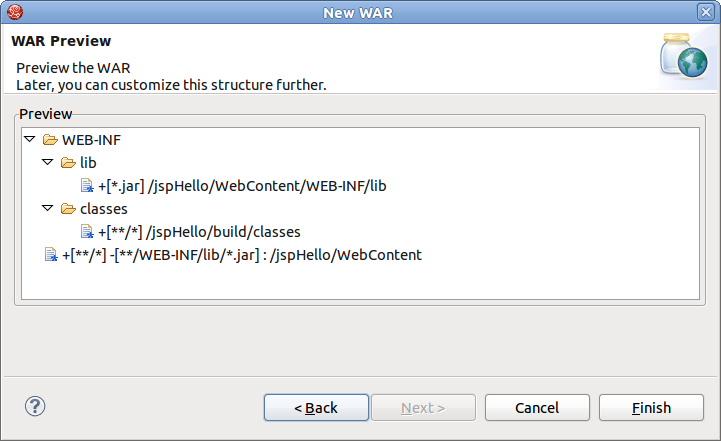 New WAR
WAR Preview
Preview the WAR
Later, you can customize this structure further.
Preview
WEB-INF
lib
+[*.jar] /jspHello/WebContent/WEB-INF/lib
classes
+[**/*] /jspHello/build/classes
+[**/*] -[**/WEB-INF/lib/*.jar] : /jspHello/WebContent
?
< Back
Next >
Cancel
Finish